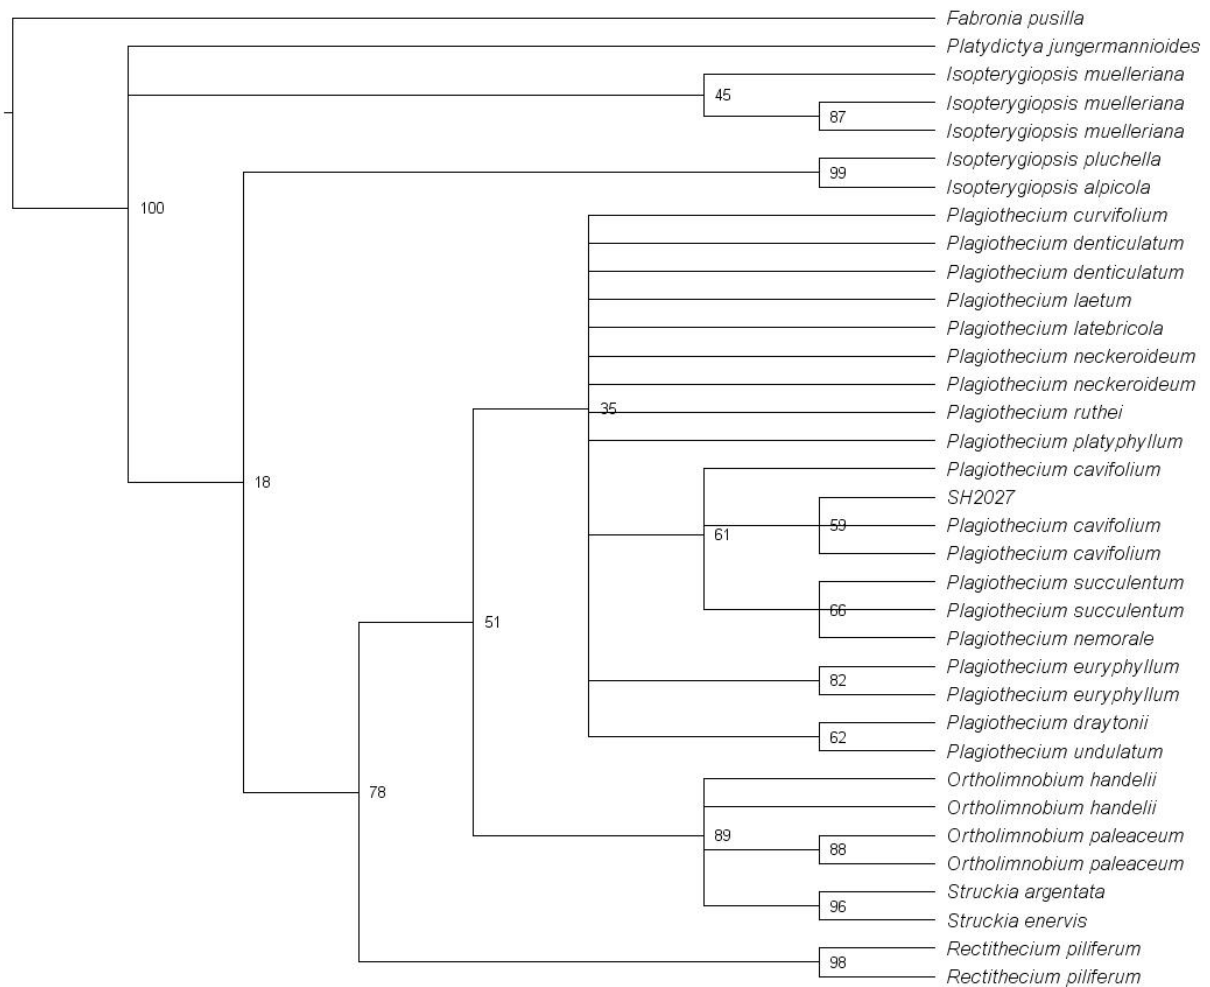 Fabronia pusilla
Platydictya jungermannioides
Isopterygiopsis muelleriana
45
Isopterygiopsis muelleriana
87
Isopterygiopsis muelleriana
Isopterygiopsis pluchella
99
Isopterygiopsis alpicola
100
Plagiothecium curvifolium
Plagiothecium denticulatum
Plagiothecium denticulatum
Plagiothecium laetum
Plagiothecium latebricola
Plagiothecium neckeroideum
Plagiothecium neckeroideum
35
Plagiothecium ruthei
Plagiothecium platyphyllum
Plagiothecium cavifolium
18
SH2027
59
Plagiothecium cavifolium
61
Plagiothecium cavifolium
Plagiothecium succulentum
66
Plagiothecium succulentum
51
Plagiothecium nemorale
Plagiothecium euryphyllum
82
Plagiothecium euryphyllum
Plagiothecium draytonii
62
Plagiothecium undulatum
Ortholimnobium handelii
78
Ortholimnobium handelii
89
Ortholimnobium paleaceum
88
Ortholimnobium paleaceum
Struckia argentata
96
Struckia enervis
Rectithecium piliferum
98
Rectithecium piliferum